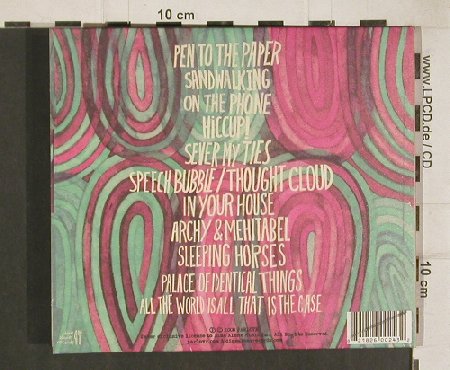 10 cm
PEN TO THE PAPER
SANDWALKING
ON THE PHONE
HICCUP!
SEVER MY TIES
SPEECH BUBBLE / THOUGHT CLOUD
IN YOUR HOUSE
ARCHY & MEHITABEL
SLEEPING HORSES
PALACE OF IDENTICAL THINGS
ALL THE WORLD IS ALL THAT IS THE CASE
www.LPCD.de / CD
10 cm